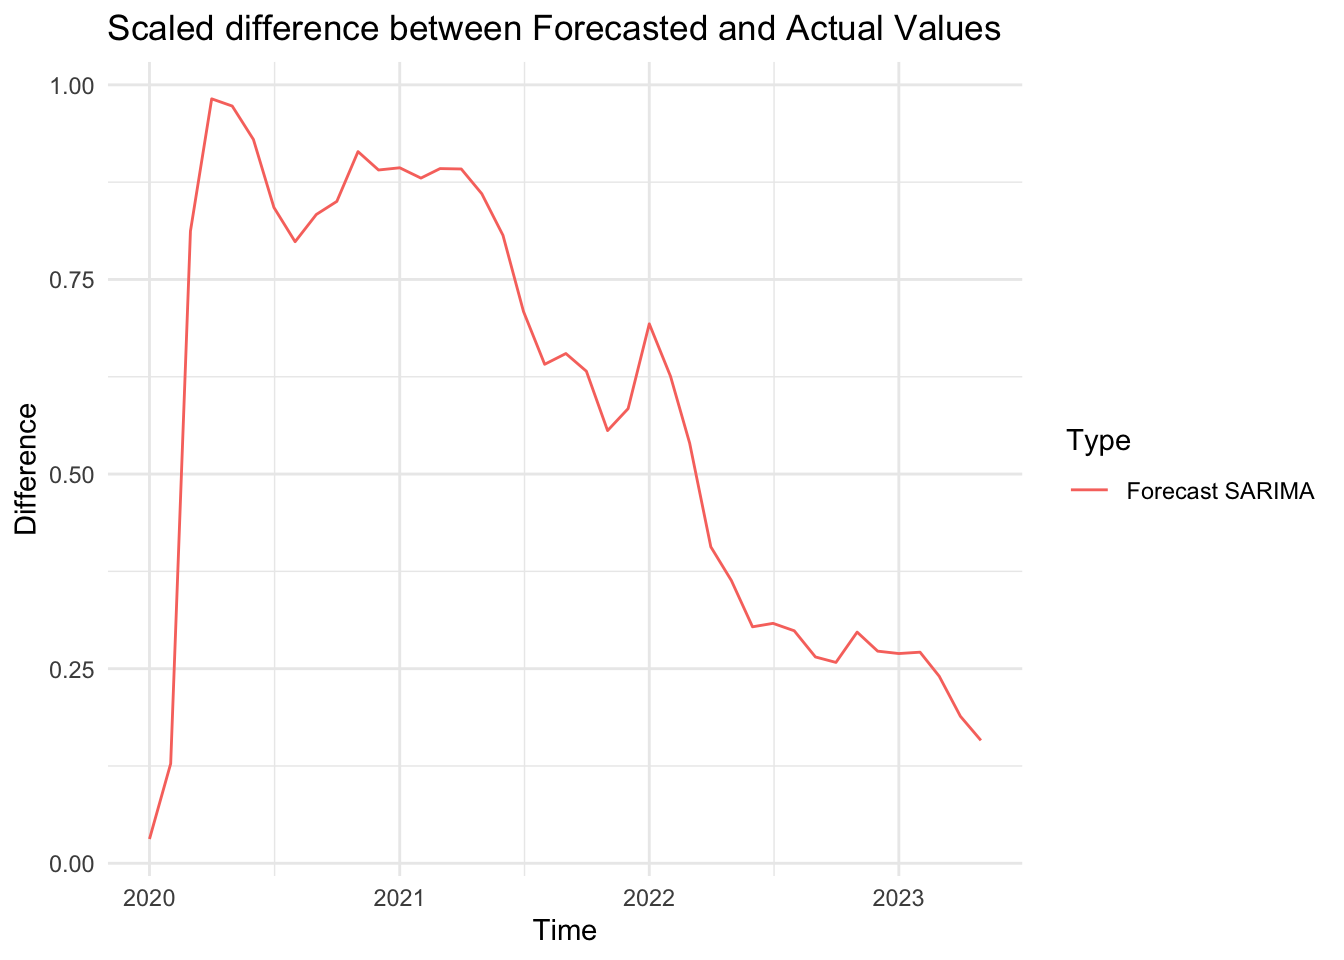 Scaled difference between Forecasted and Actual Values
1.00
0.75
0.50
0.25
0.00
Difference
2020
2021
2022
2023
Time
Type
Forecast SARIMA